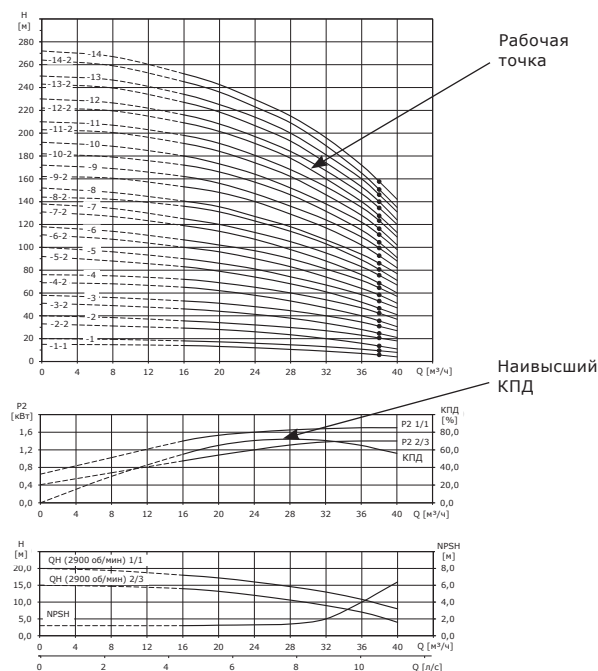 H
[м]
280
260
240
220
200
180
160
140
120
100
80
60
40
20
0
-14
-14-2
-13
-13-2
-12
-12-2
-11
-11-2
-10
-10-2
-9
-9-2
-8
-8-2
-7
-7-2
-6
-6-2
-5
-5-2
-4
-4-2
-3
-3-2
-2
-2-2
-1
-1-1
0 4 8 12 16 20 24 28 32 36 40 Q [м³/ч]
Рабочая
точка
Наивысший
КПД
P2
[кВт]
1,6
1,2
0,8
0,4
0,0
КПД
[%]
80,0
60,0
40,0
20,0
0,0
P2 1/1
P2 2/3
КПД
0 4 8 12 16 20 24 28 32 36 40 Q [м³/ч]
H
[м]
20,0
15,0
10,0
5,0
0,0
NPSH
[м]
8,0
6,0
4,0
2,0
0,0
QH (2900 об/мин) 1/1
QH (2900 об/мин) 2/3
NPSH
0 4 8 12 16 20 24 28 32 36 40 Q [м³/ч]
0 2 4 6 8 10 Q [л/с]